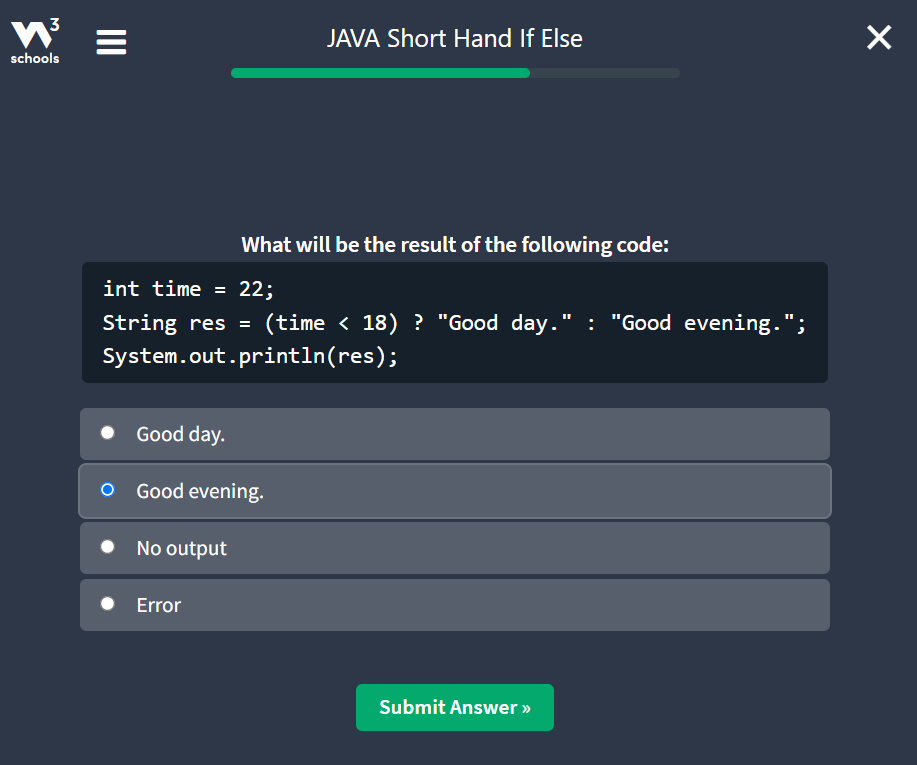 W3
schools
JAVA Short Hand If Else
What will be the result of the following code:
int time = 22;
String res = (time < 18) ? "Good day." : "Good evening.";
System.out.println(res);
Good day.
Good evening.
No output
Error
Submit Answer »